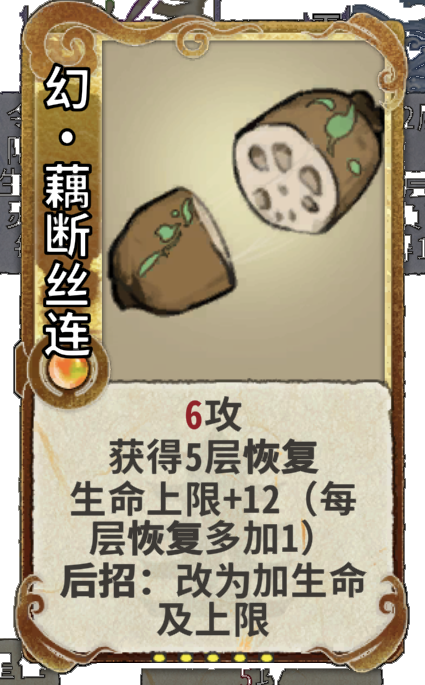 幻·藕断丝连
6攻
获得5层恢复
生命上限+12（每
层恢复多加1）
后招：改为加生命
及上限